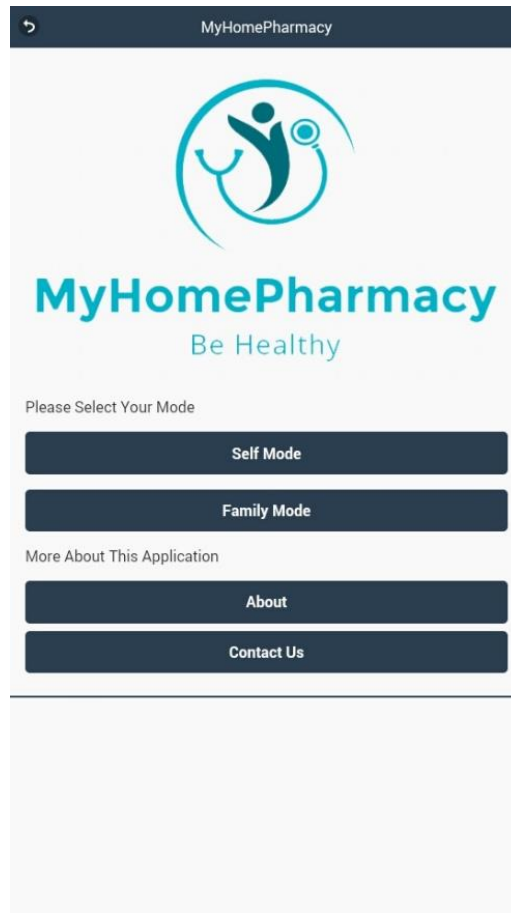 MyHomePharmacy
MyHomePharmacy
Be Healthy
Please Select Your Mode
Self Mode
Family Mode
More About This Application
About
Contact Us